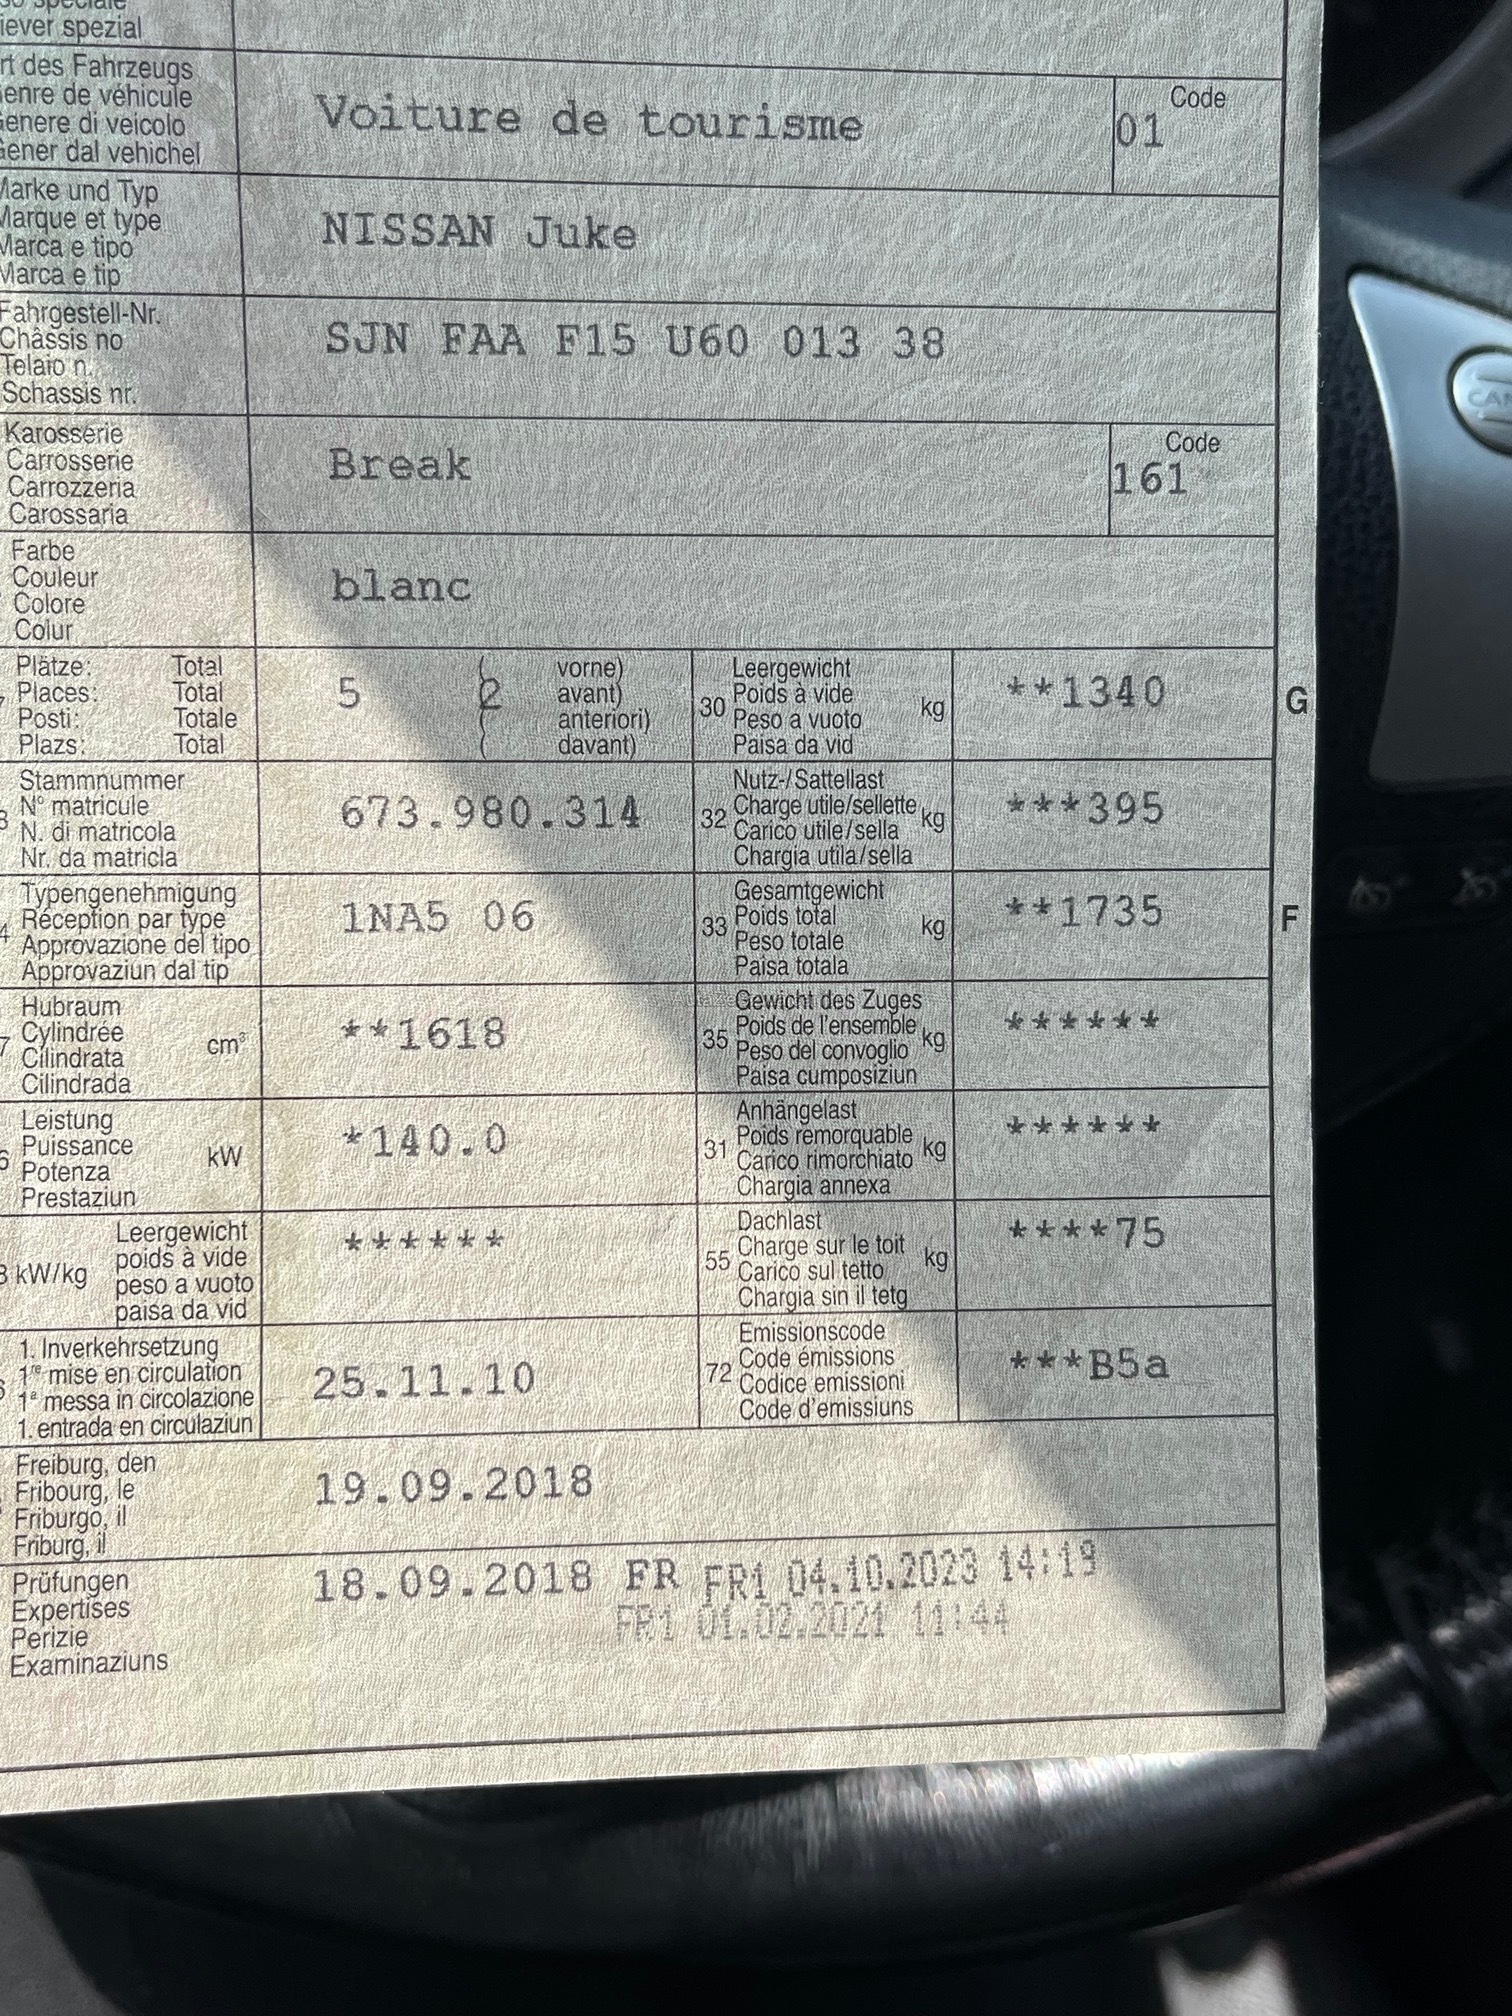 iever spezial
rt des Fahrzeugs
enre de véhicule
enere di veicolo
Gener dal vehichel
Voiture de tourisme
Code
01
Marke und Typ
Marque et type
Marca e tipo
Marca e tip
NISSAN Juke
Fahrgestell-Nr.
Châssis no
Telaio n.
Schassis nr.
SJN FAA F15 U60 013 38
Karosserie
Carrosserie
Carrozzeria
Carossaria
Break
Code
161
Farbe
Couleur
Colore
Colur
blanc
Plätze: Total
Places: Total
Posti: Totale
Plazs: Total
5 ( 2 vorne)
avant)
anteriori)
davant)
30 Leergewicht
Poids à vide
Peso a vuoto
Paisa da vid
kg
**1340
G
Stammnummer
N° matricule
N. di matricola
Nr. da matricla
673.980.314
32 Nutz-/Sattellast
Charge utile/sellette
Carico utile/sella
Chargia utila/sella
kg
***395
Typengenehmigung
Réception par type
Approvazione del tipo
Approvaziun dal tip
1NA5 06
33 Gesamtgewicht
Poids total
Peso totale
Paisa totala
kg
**1735
F
Hubraum
Cylindrée
Cilindrata
Cilindrada
cm³
**1618
35 Gewicht des Zuges
Poids de l'ensemble
Peso del convoglio
Paisa cumposiziun
kg
******
Leistung
Puissance
Potenza
Prestaziun
kW
*140.0
31 Anhängelast
Poids remorquable
Carico rimorchiato
Chargia annexa
kg
******
kW/kg
Leergewicht
poids à vide
peso a vuoto
paisa da vid
******
55 Dachlast
Charge sur le toit
Carico sul tetto
Chargia sin il tetg
kg
****75
1. Inverkehrsetzung
1re mise en circulation
1a messa in circolazione
1. entrada en circulaziun
25.11.10
72 Emissionscode
Code émissions
Codice emissioni
Code d'emissiuns
***B5a
Freiburg, den
Fribourg, le
Friburgo, il
Friburg, il
19.09.2018
Prüfungen
Expertises
Perizie
Examinaziuns
18.09.2018 FR FR1 04.10.2023 14:19
FR1 01.02.2021 11:44